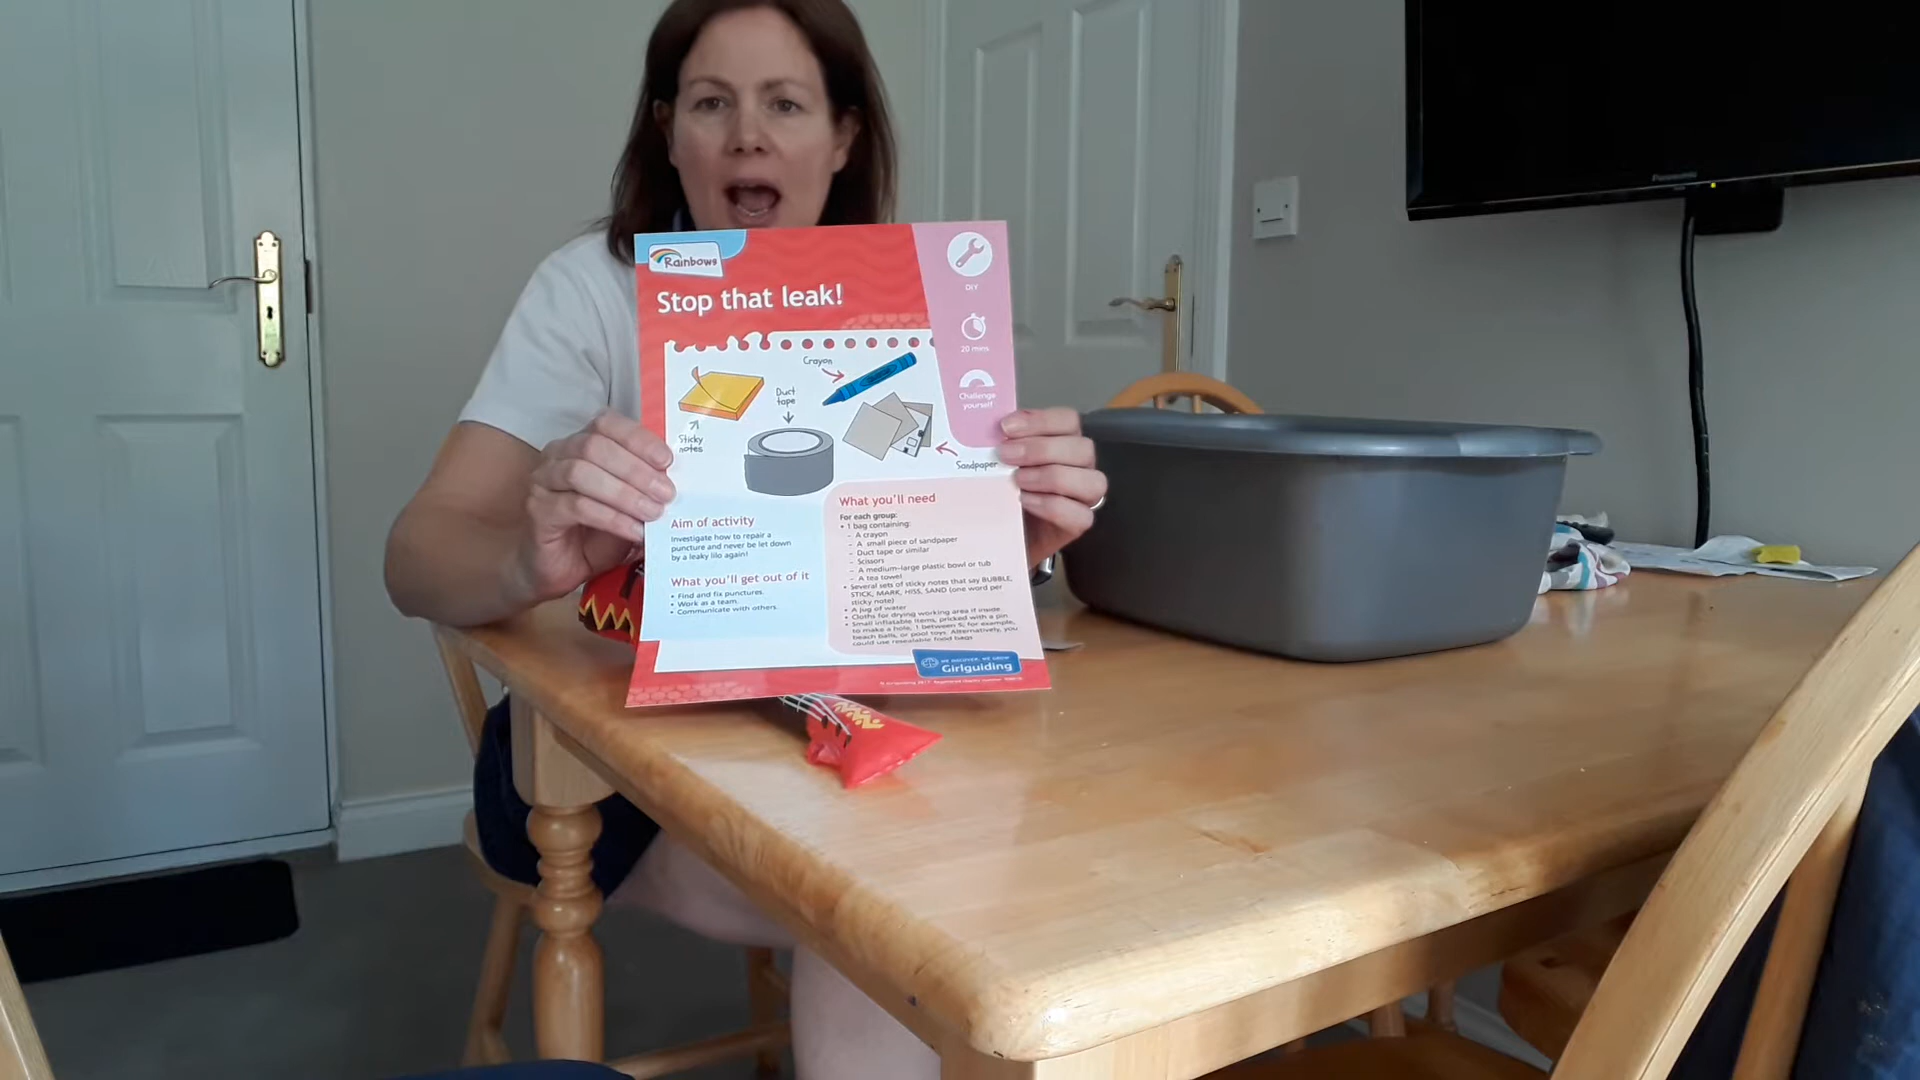 Rainbows
Stop that leak!
DIY
20 mins
Challenge
yourself
Crayon
Duct
tape
Sticky
notes
Sandpaper
Aim of activity
Investigate how to repair a
puncture and never be let down
by a leaky lilo again!
What you'll get out of it
• Find and fix punctures.
• Work as a team.
• Communicate with others.
What you'll need
For each group:
• 1 bag containing:
– A crayon
– A small piece of sandpaper
– Duct tape or similar
– Scissors
– A medium-large plastic bowl or tub
– A tea towel
• Several sets of sticky notes that say BUBBLE,
STICK, MARK, HISS, SAND (one word per
sticky note)
• A jug of water
• Cloths for drying working area if inside
• Small inflatable items, pricked with a pin
to make a hole, 1 between 5; for example,
beach balls, or pool toys. Alternatively, you
could use resealable food bags
WE DISCOVER, WE GROW
Girlguiding
Panasonic